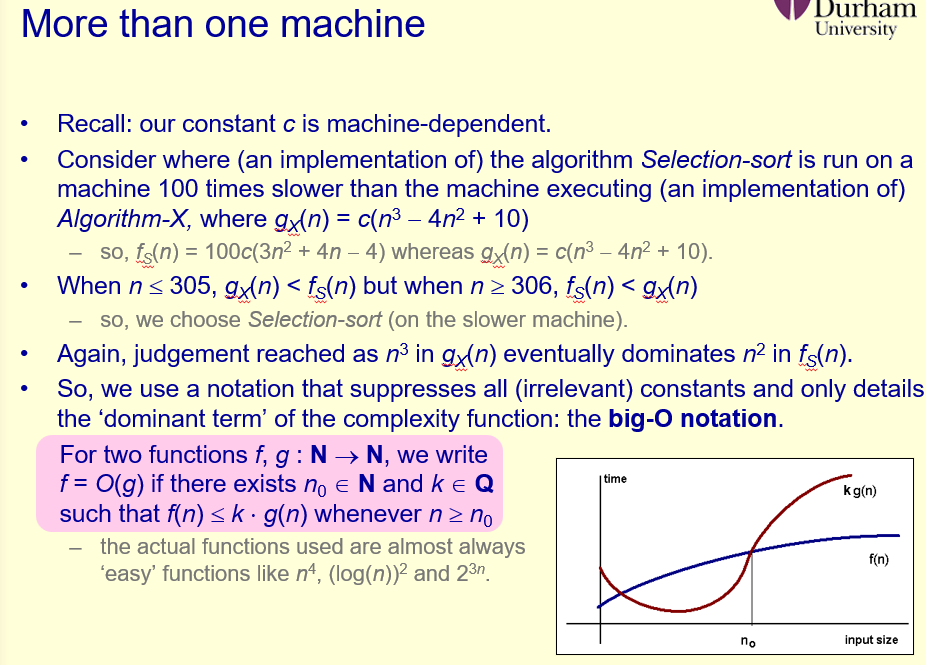 More than one machine
Durham
University
• Recall: our constant c is machine-dependent.
• Consider where (an implementation of) the algorithm Selection-sort is run on a
machine 100 times slower than the machine executing (an implementation of)
Algorithm-X, where gX(n) = c(n³ – 4n² + 10)
– so, fS(n) = 100c(3n² + 4n – 4) whereas gX(n) = c(n³ – 4n² + 10).
• When n ≤ 305, gX(n) < fS(n) but when n ≥ 306, fS(n) < gX(n)
– so, we choose Selection-sort (on the slower machine).
• Again, judgement reached as n³ in gX(n) eventually dominates n² in fS(n).
• So, we use a notation that suppresses all (irrelevant) constants and only details
the ‘dominant term’ of the complexity function: the big-O notation.
For two functions f, g : N → N, we write
f = O(g) if there exists n₀ ∈ N and k ∈ Q
such that f(n) ≤ k · g(n) whenever n ≥ n₀
– the actual functions used are almost always
‘easy’ functions like n⁴, (log(n))² and 2³ⁿ.
time
k g(n)
f(n)
n₀
input size